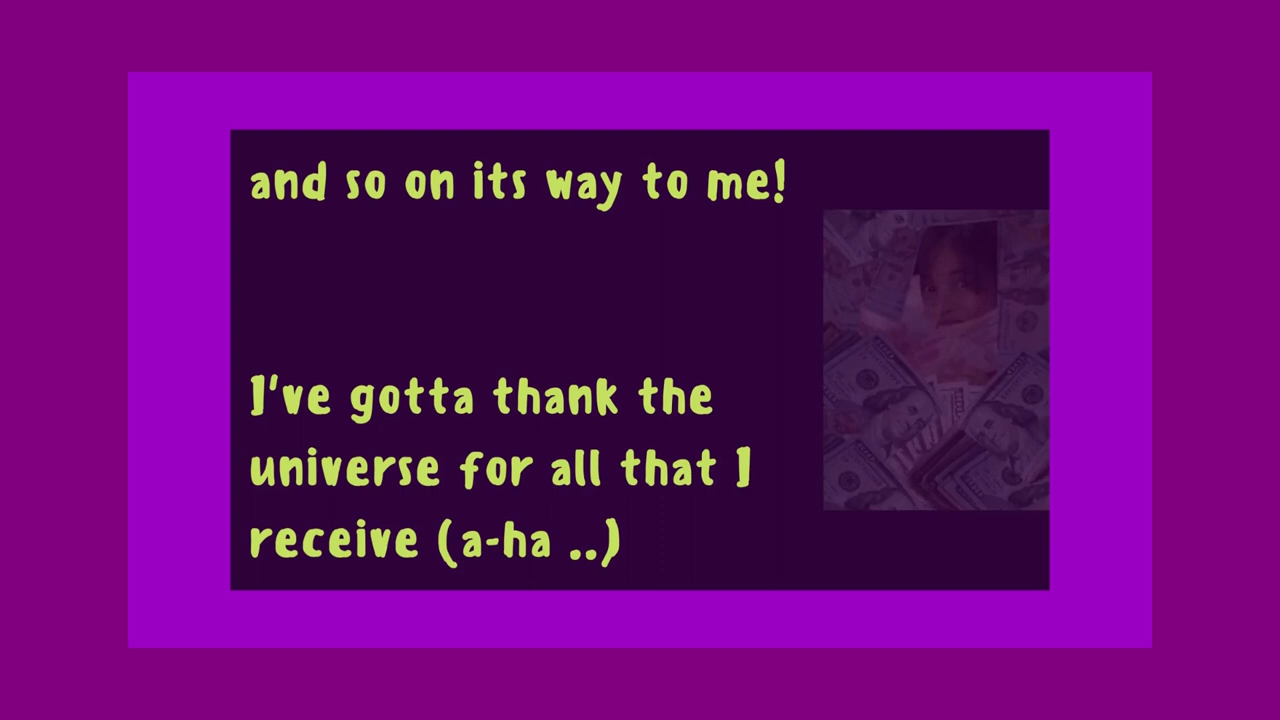 and so on its way to me!
I've gotta thank the
universe for all that I
receive (a-ha ..)